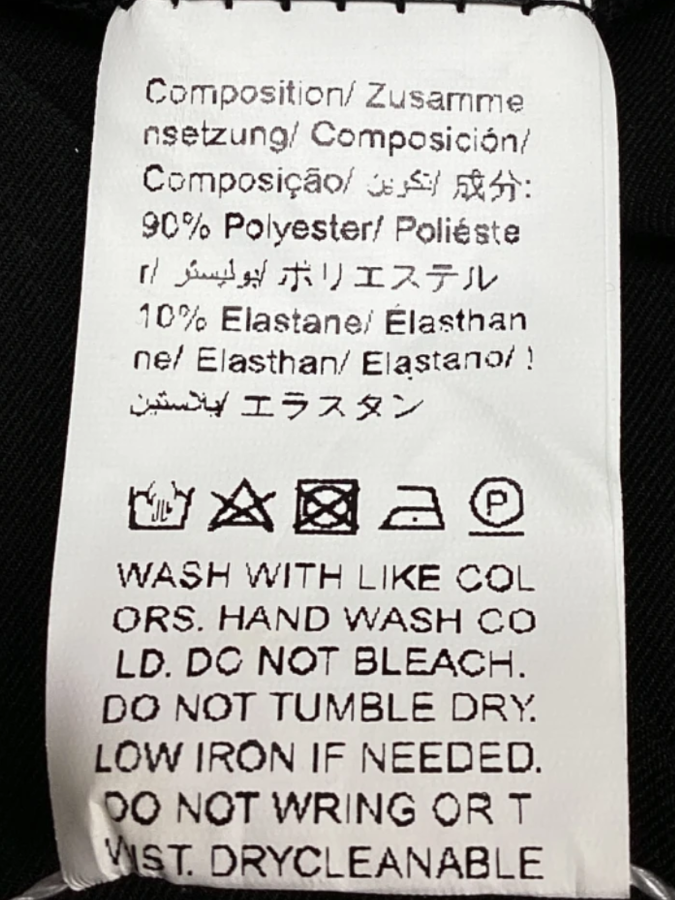 Composition/ Zusamme
nsetzung/ Composición/
Composição/ /تكوين 成分:
90% Polyester/ Poliéste
r/ /بوليستر ポリエステル
10% Elastane/ Élasthan
ne/ Elasthan/ Elastano/
エラスタン
P
WASH WITH LIKE COL
ORS. HAND WASH CO
LD. DO NOT BLEACH.
DO NOT TUMBLE DRY.
LOW IRON IF NEEDED.
DO NOT WRING OR T
WIST. DRYCLEANABLE